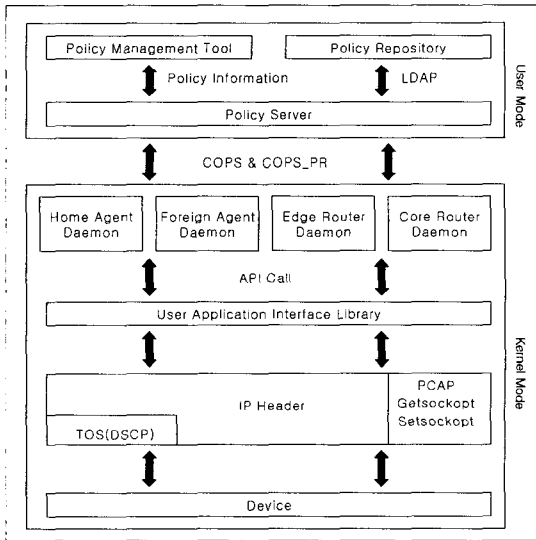 Policy Management Tool
Policy Repository
Policy Information
LDAP
Policy Server
User Mode
COPS & COPS_PR
Home Agent
Daemon
Foreign Agent
Daemon
Edge Router
Daemon
Core Router
Daemon
API Call
User Application Interface Library
Kernel Mode
IP Header
PCAP
Getsockopt
Setsockopt
TOS(DSCP)
Device